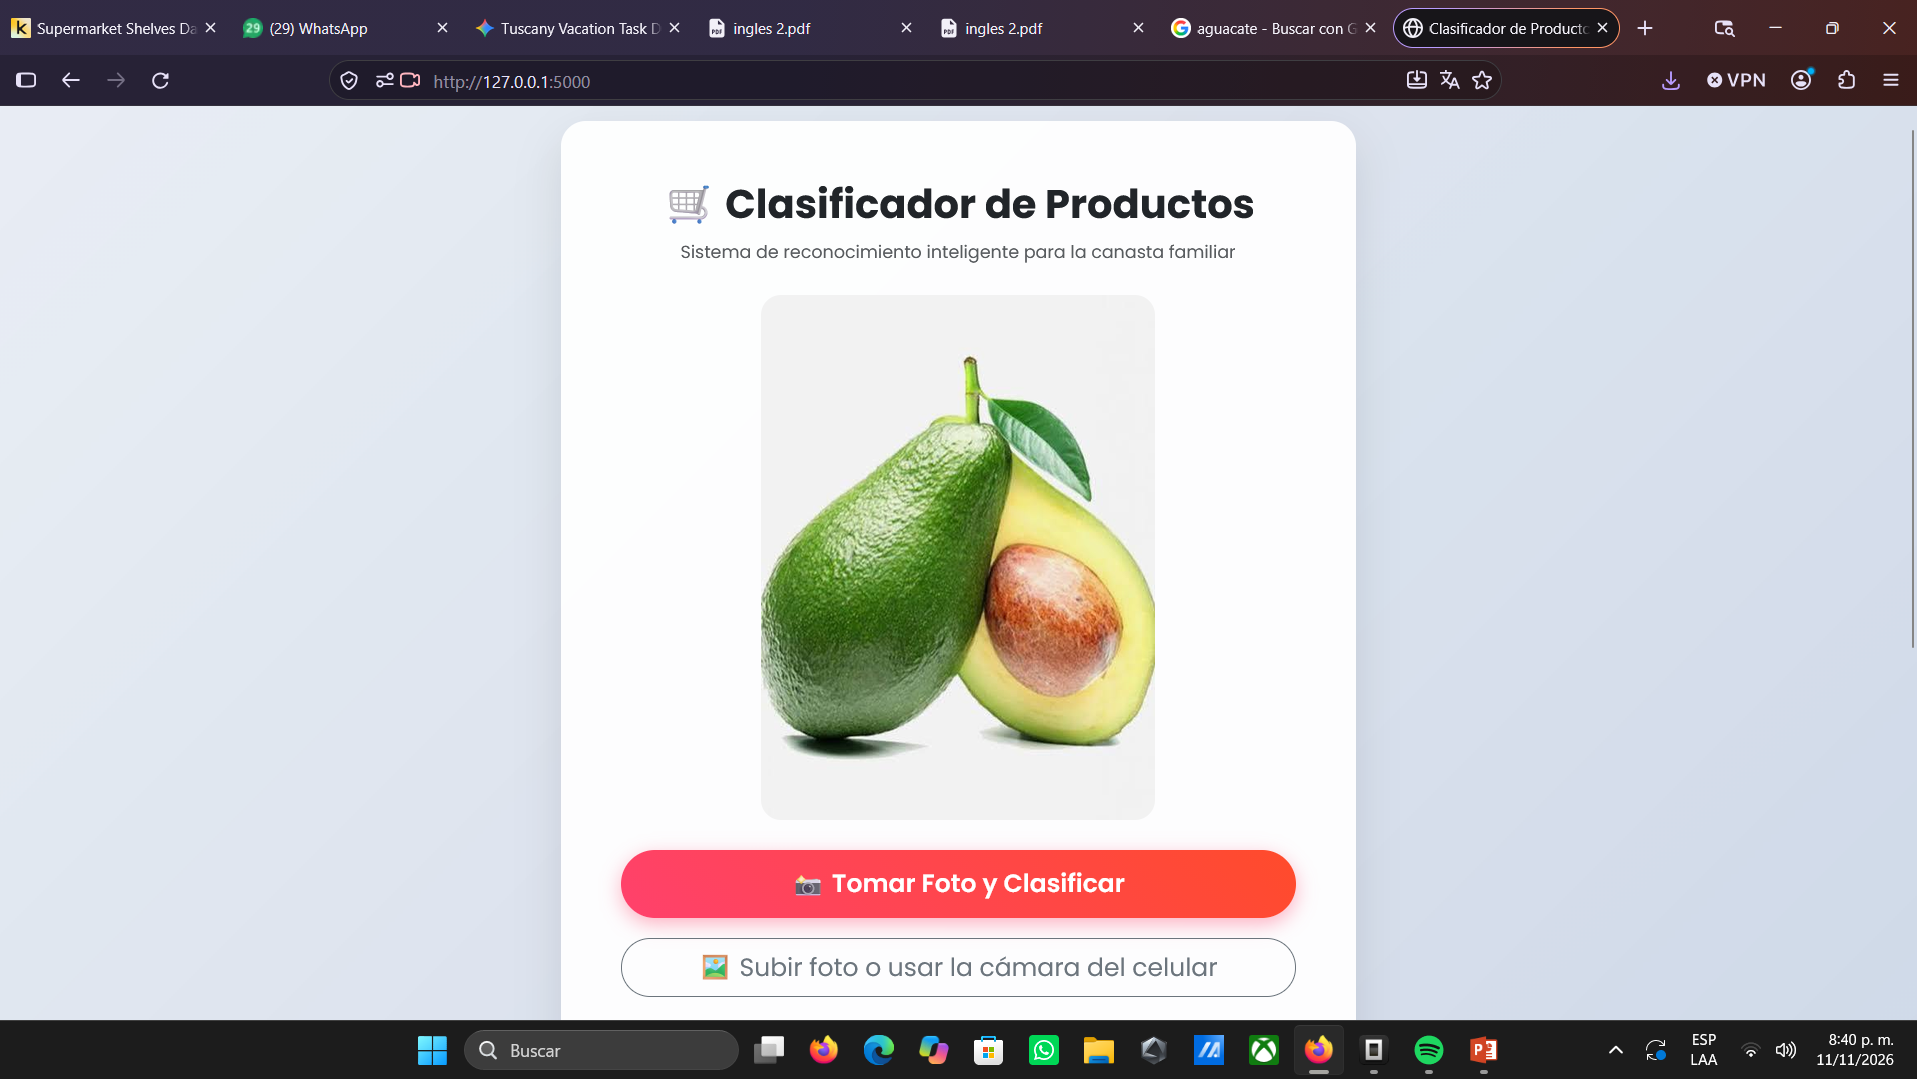 Supermarket Shelves Da
29 (29) WhatsApp
Tuscany Vacation Task D
ingles 2.pdf
ingles 2.pdf
aguacate - Buscar con G
Clasificador de Producto
http://127.0.0.1:5000
VPN
Clasificador de Productos
Sistema de reconocimiento inteligente para la canasta familiar
Tomar Foto y Clasificar
Subir foto o usar la cámara del celular
Buscar
ESP
LAA
8:40 p. m.
11/11/2026